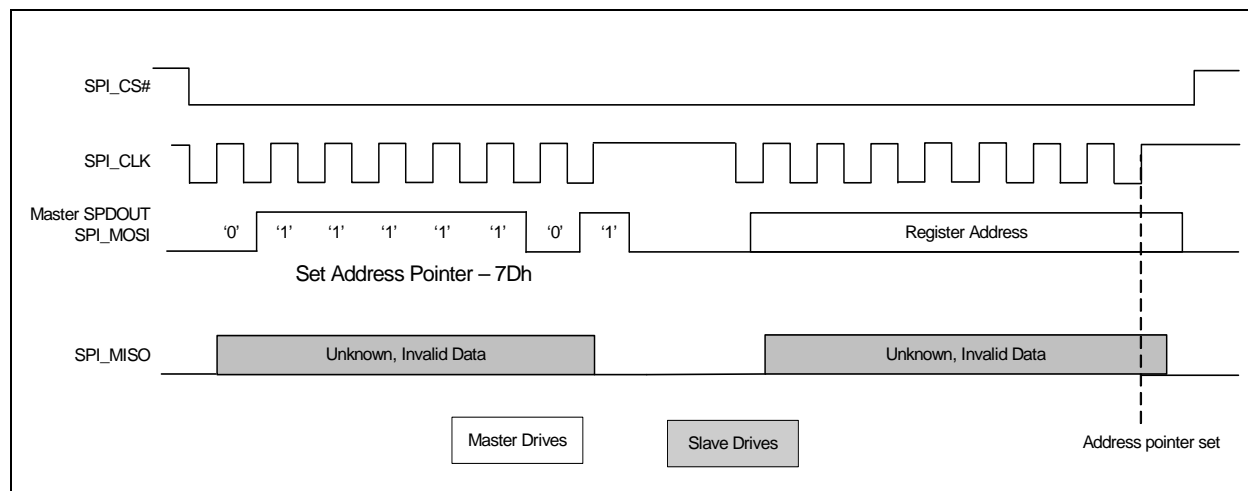 SPI_CS#
SPI_CLK
Master SPDOUT
SPI_MOSI
‘0’ ‘1’ ‘1’ ‘1’ ‘1’ ‘1’ ‘0’ ‘1’ Register Address
Set Address Pointer – 7Dh
SPI_MISO
Unknown, Invalid Data Unknown, Invalid Data
Master Drives Slave Drives
Address pointer set